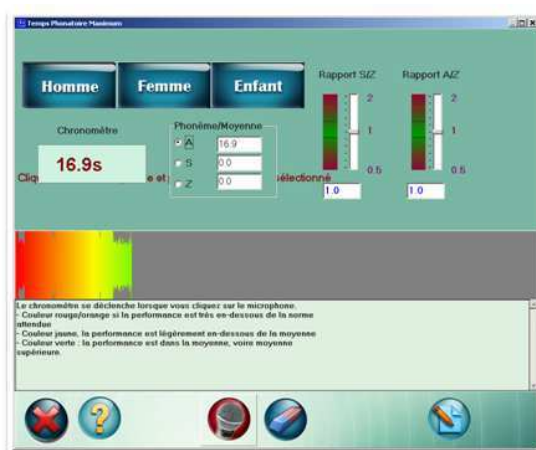 Temps Phonatoire Maximum
Homme Femme Enfant
Rapport S/Z
Rapport A/Z
2
1
0.5
1.0
2
1
0.5
1.0
Chronomètre
16.9s
Phonème/Moyenne
A 16.9
S 0.0
Z 0.0
Cliq e et sélectionné
Le chronomètre se déclenche lorsque vous cliquez sur le microphone.
- Couleur rouge/orange si la performance est très en-dessous de la norme
attendue
- Couleur jaune, la performance est légèrement en-dessous de la moyenne
- Couleur verte : la performance est dans la moyenne, voire moyenne
supérieure.
?